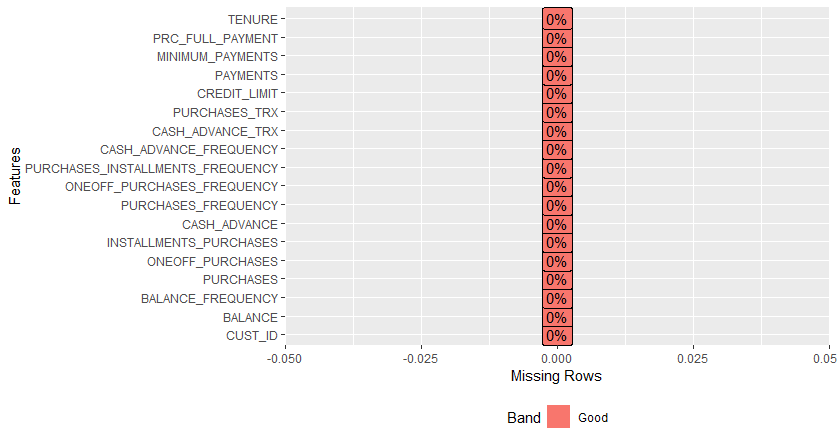 TENURE 0%
PRC_FULL_PAYMENT 0%
MINIMUM_PAYMENTS 0%
PAYMENTS 0%
CREDIT_LIMIT 0%
PURCHASES_TRX 0%
CASH_ADVANCE_TRX 0%
CASH_ADVANCE_FREQUENCY 0%
PURCHASES_INSTALLMENTS_FREQUENCY 0%
ONEOFF_PURCHASES_FREQUENCY 0%
PURCHASES_FREQUENCY 0%
CASH_ADVANCE 0%
INSTALLMENTS_PURCHASES 0%
ONEOFF_PURCHASES 0%
PURCHASES 0%
BALANCE_FREQUENCY 0%
BALANCE 0%
CUST_ID 0%
Features
-0.050 -0.025 0.000 0.025 0.05
Missing Rows
Band Good